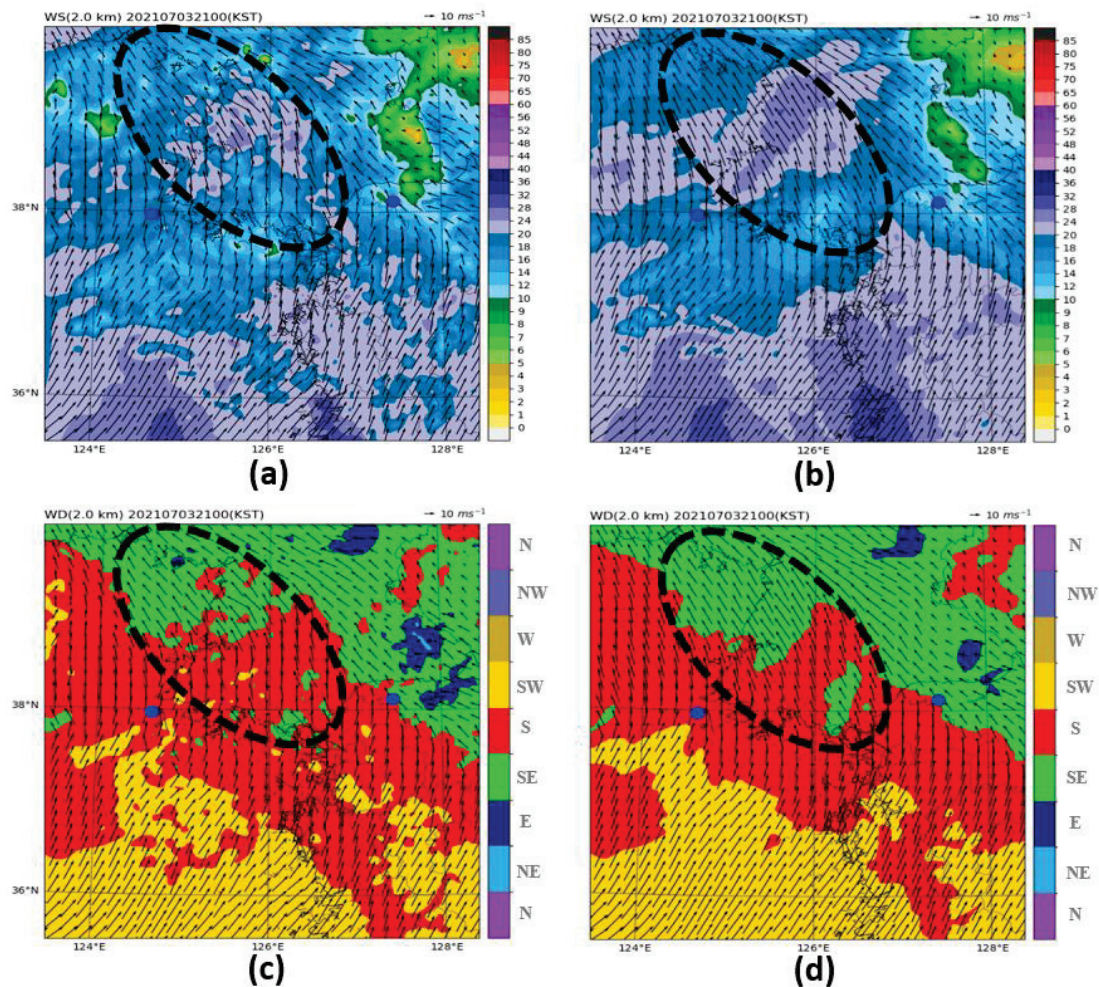 WS(2.0 km) 202107032100(KST) → 10 ms⁻¹
85
80
75
70
65
60
56
52
48
44
40
36
32
28
24
20
18
16
14
12
10
9
8
7
6
5
4
3
2
1
0
38°N
36°N
124°E 126°E 128°E
(a)
WS(2.0 km) 202107032100(KST) → 10 ms⁻¹
85
80
75
70
65
60
56
52
48
44
40
36
32
28
24
20
18
16
14
12
10
9
8
7
6
5
4
3
2
1
0
124°E 126°E 128°E
(b)
WD(2.0 km) 202107032100(KST) → 10 ms⁻¹
N
NW
W
SW
S
SE
E
NE
N
38°N
36°N
124°E 126°E 128°E
(c)
WD(2.0 km) 202107032100(KST) → 10 ms⁻¹
N
NW
W
SW
S
SE
E
NE
N
124°E 126°E 128°E
(d)